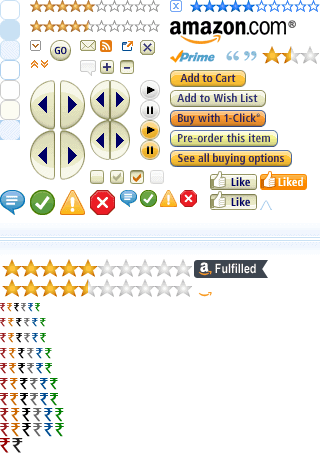 GO
amazon.com®
Prime
Add to Cart
Add to Wish List
Buy with 1-Click®
Pre-order this item
See all buying options
Like
Liked
Like
a Fulfilled
₹₹₹₹₹₹
₹₹₹₹₹₹
₹₹₹₹₹₹
₹₹₹₹₹₹
₹₹₹₹₹₹
₹₹₹₹₹₹
₹₹₹₹₹₹
₹₹₹₹₹₹
₹₹₹₹₹₹
₹₹